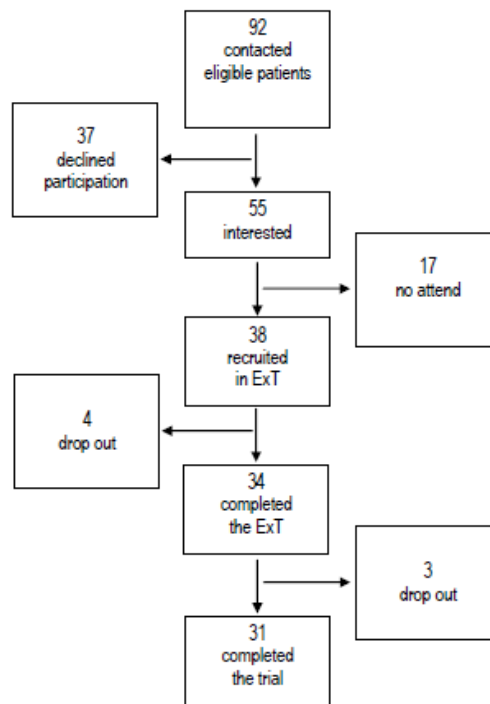 92
contacted
eligible patients
37
declined
participation
55
interested
17
no attend
38
recruited
in ExT
4
drop out
34
completed
the ExT
3
drop out
31
completed
the trial